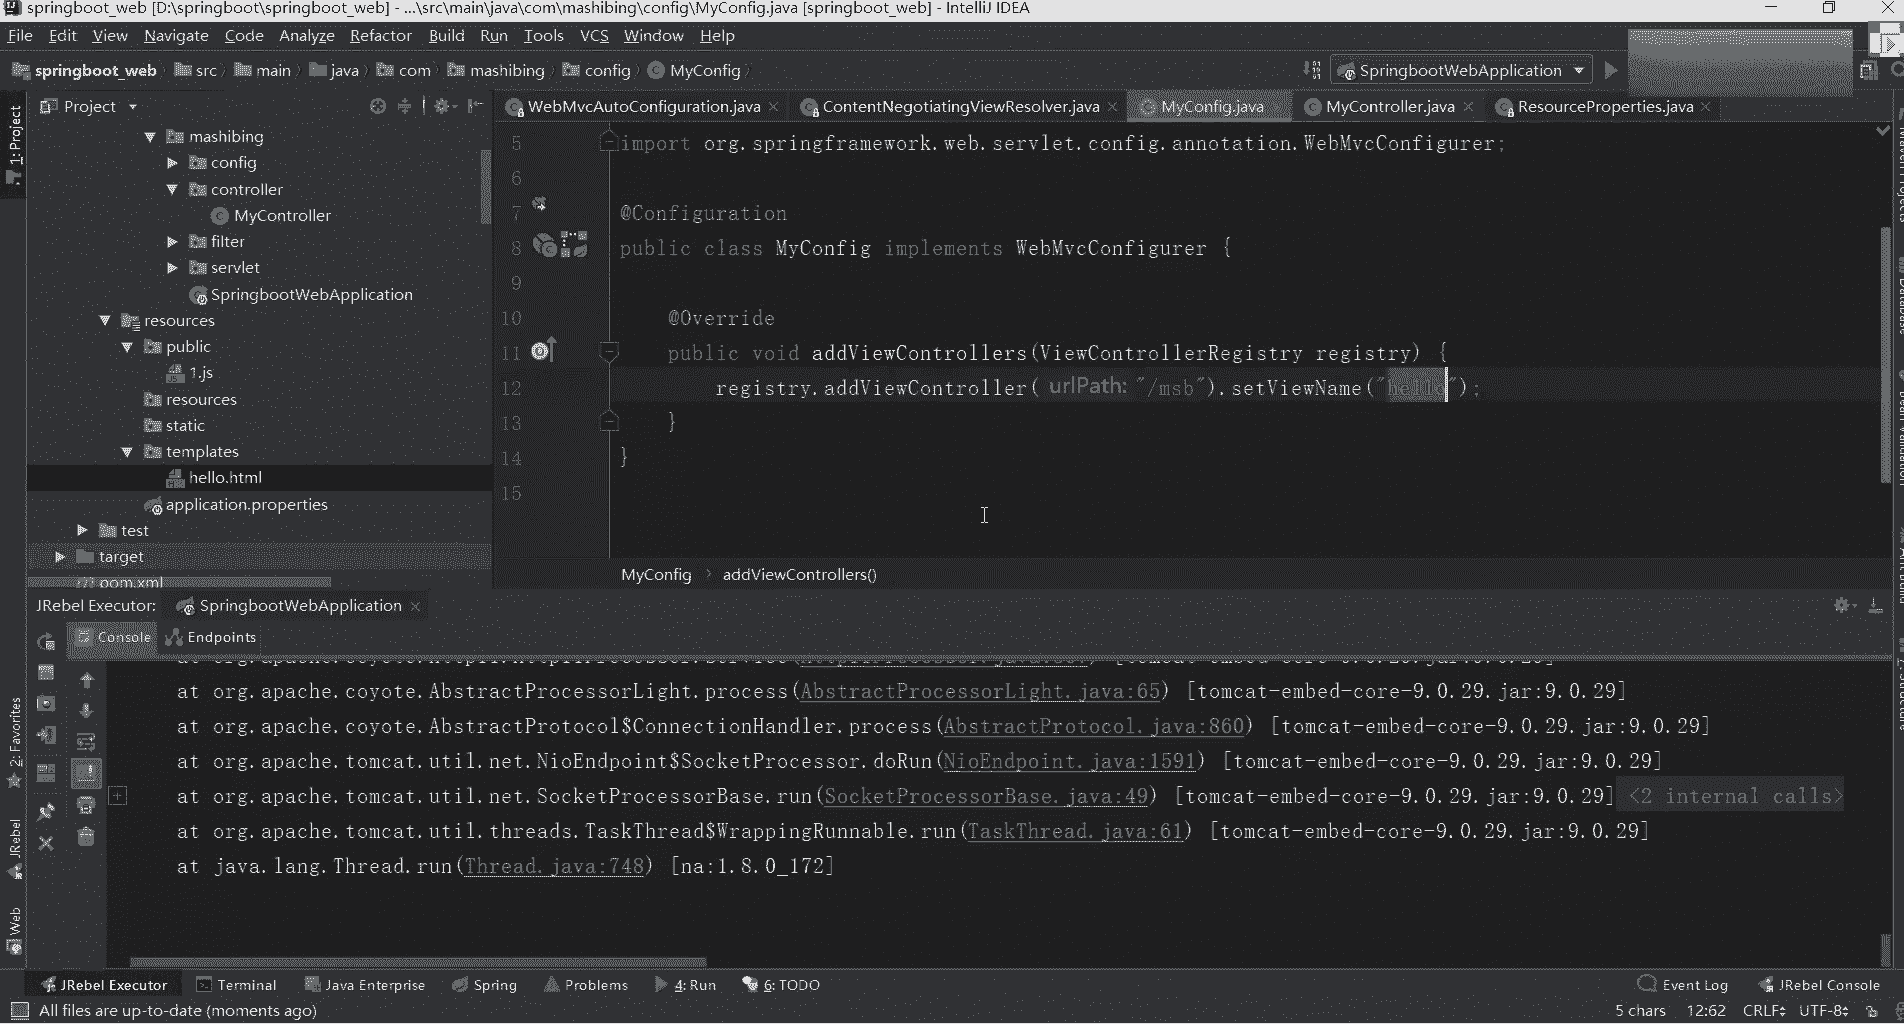 springboot_web [D:\springboot\springboot_web] - ...\src\main\java\com\mashibing\config\MyConfig.java [springboot_web] - IntelliJ IDEA
File Edit View Navigate Code Analyze Refactor Build Run Tools VCS Window Help
springboot_web src main java com mashibing config MyConfig SpringbootWebApplication
1: Project
Project
mashibing
config
controller
MyController
filter
servlet
SpringbootWebApplication
resources
public
1.js
resources
static
templates
hello.html
application.properties
test
target
pom.xml
WebMvcAutoConfiguration.java ContentNegotiatingViewResolver.java MyConfig.java MyController.java ResourceProperties.java
5 import org.springframework.web.servlet.config.annotation.WebMvcConfigurer;
6
7 @Configuration
8 public class MyConfig implements WebMvcConfigurer {
9
10 @Override
11 public void addViewControllers(ViewControllerRegistry registry) {
12 registry.addViewController( urlPath: "/msb").setViewName("hello");
13 }
14 }
15
MyConfig addViewControllers()
JRebel Executor: SpringbootWebApplication
Console Endpoints
at org.apache.coyote.AbstractProcessorLight.process(AbstractProcessorLight.java:65) [tomcat-embed-core-9.0.29.jar:9.0.29]
at org.apache.coyote.AbstractProtocol$ConnectionHandler.process(AbstractProtocol.java:860) [tomcat-embed-core-9.0.29.jar:9.0.29]
at org.apache.tomcat.util.net.NioEndpoint$SocketProcessor.doRun(NioEndpoint.java:1591) [tomcat-embed-core-9.0.29.jar:9.0.29]
at org.apache.tomcat.util.net.SocketProcessorBase.run(SocketProcessorBase.java:49) [tomcat-embed-core-9.0.29.jar:9.0.29] <2 internal calls>
at org.apache.tomcat.util.threads.TaskThread$WrappingRunnable.run(TaskThread.java:61) [tomcat-embed-core-9.0.29.jar:9.0.29]
at java.lang.Thread.run(Thread.java:748) [na:1.8.0_172]
2: Favorites
JRebel
Web
JRebel Executor Terminal Java Enterprise Spring Problems 4: Run 6: TODO Event Log JRebel Console
All files are up-to-date (moments ago) 5 chars 12:62 CRLF UTF-8